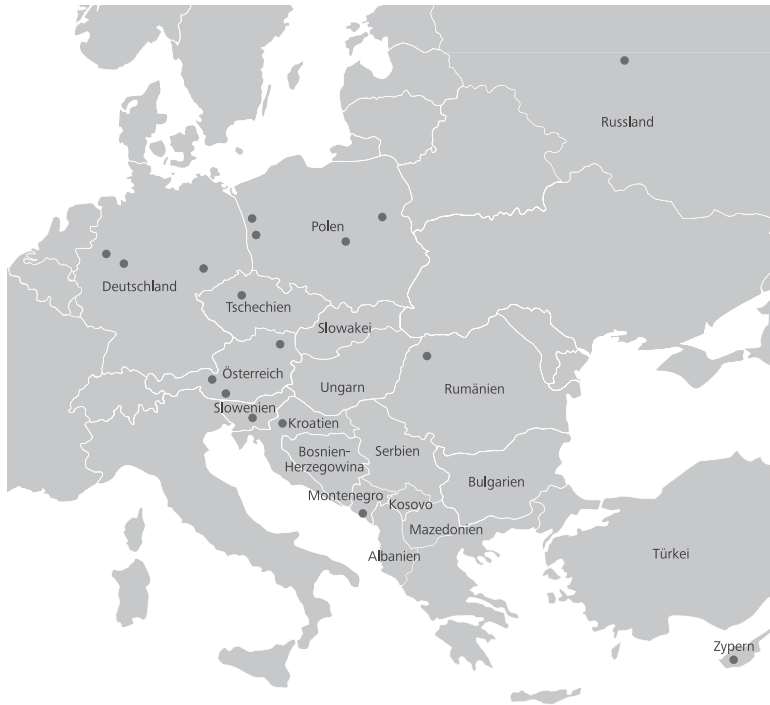 Russland
Polen
Deutschland
Tschechien
Slowakei
Österreich
Ungarn
Rumänien
Slowenien
Kroatien
Bosnien-
Herzegowina
Serbien
Bulgarien
Montenegro
Kosovo
Mazedonien
Albanien
Türkei
Zypern